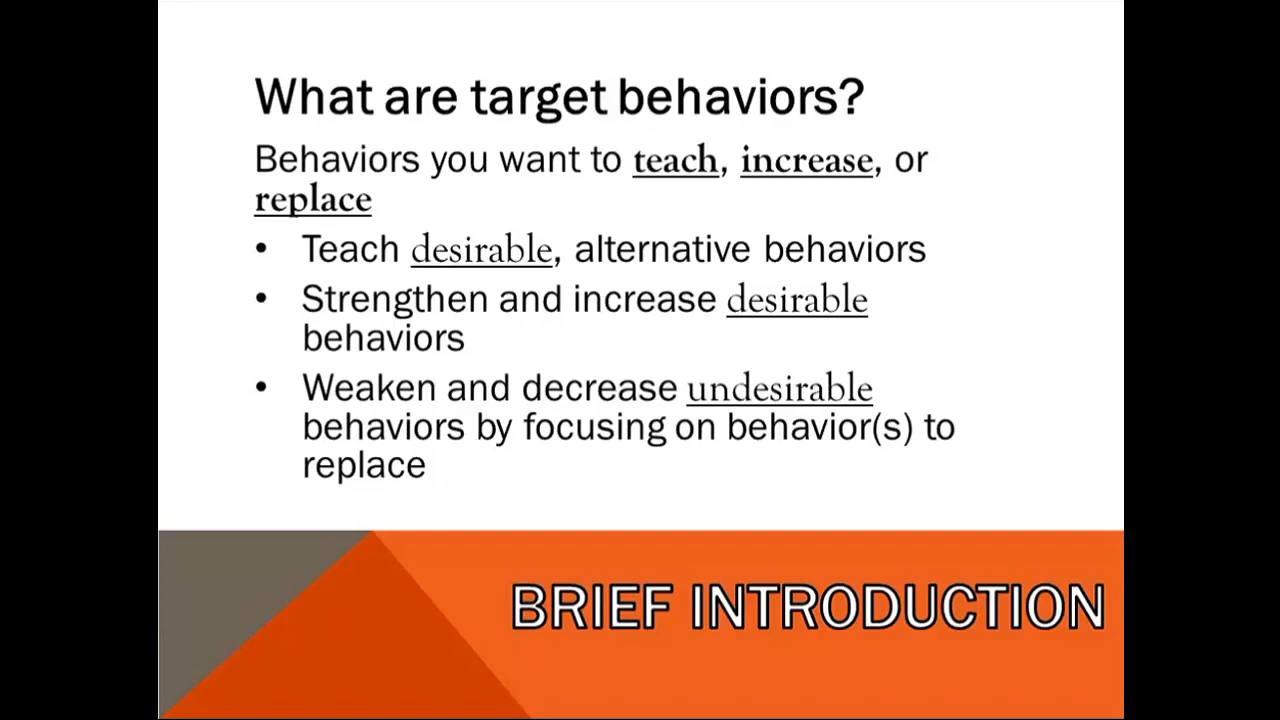 What are target behaviors?
Behaviors you want to teach, increase, or
replace
• Teach desirable, alternative behaviors
• Strengthen and increase desirable
behaviors
• Weaken and decrease undesirable
behaviors by focusing on behavior(s) to
replace
BRIEF INTRODUCTION